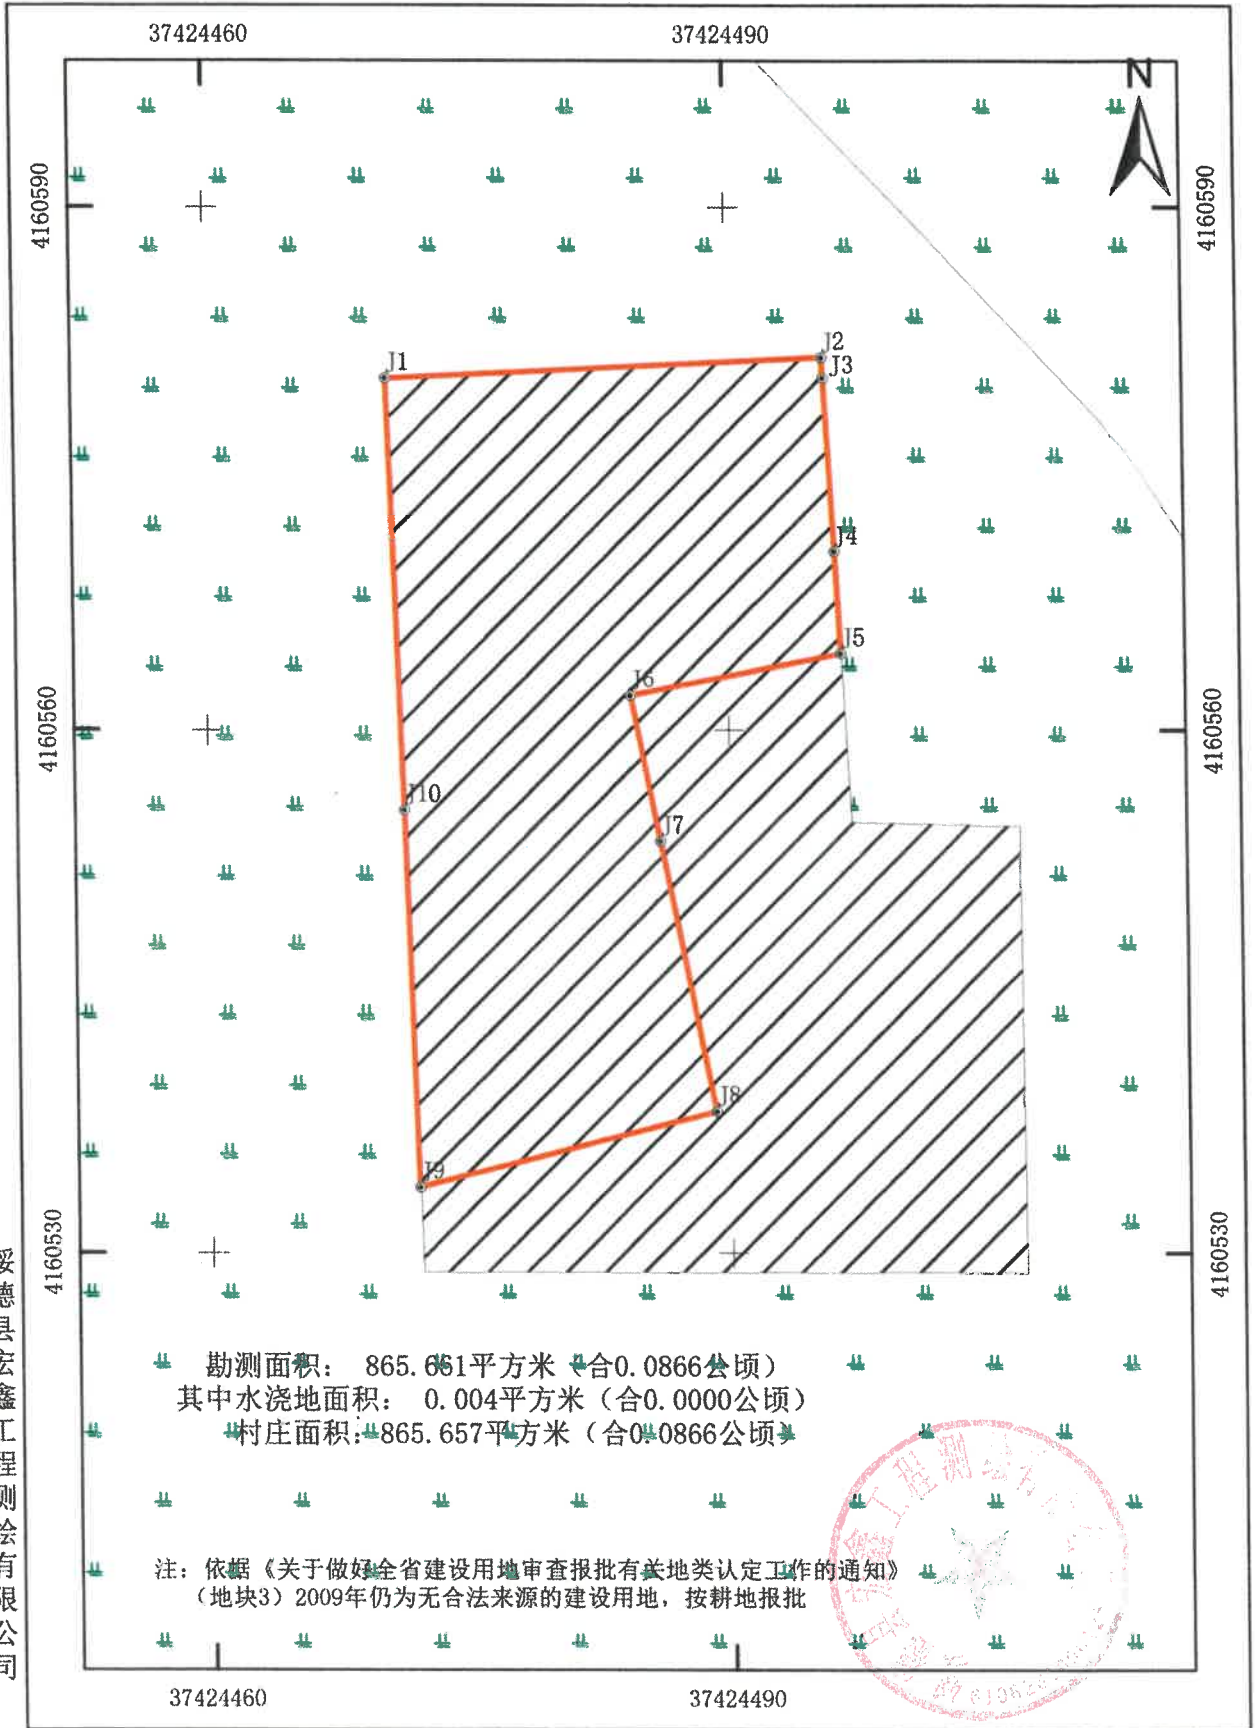 37424460 37424490
N
4160590 4160590
J1
J2
J3
J4
J5
J6
4160560 4160560
J10
J7
J8
J9
4160530 4160530
绥德县宏鑫工程测绘有限公司
勘测面积： 865.661平方米（合0.0866公顷）
其中水浇地面积： 0.004平方米（合0.0000公顷）
村庄面积：865.657平方米（合0.0866公顷）
注：依据《关于做好全省建设用地审查报批有关地类认定工作的通知》
（地块3）2009年仍为无合法来源的建设用地，按耕地报批
37424460 37424490